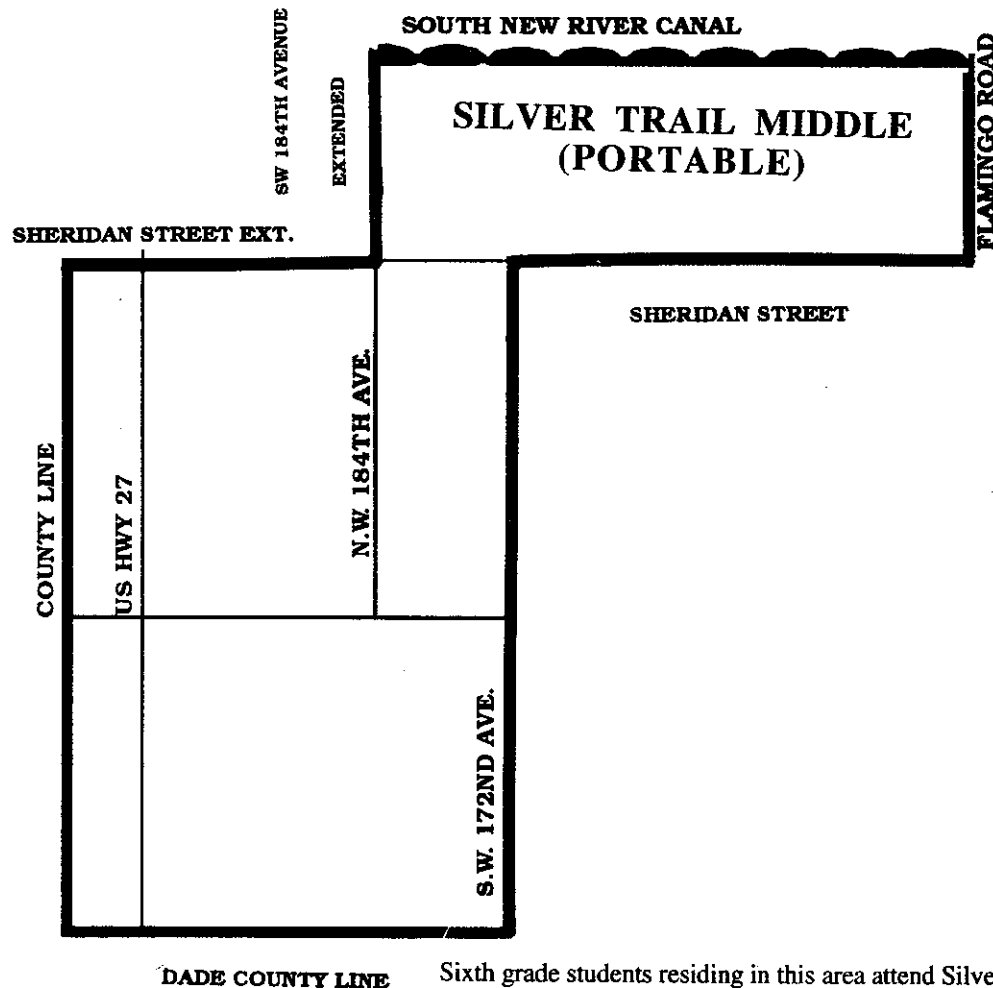 SOUTH NEW RIVER CANAL
SW 184TH AVENUE
EXTENDED
SILVER TRAIL MIDDLE
(PORTABLE)
FLAMINGO ROAD
SHERIDAN STREET EXT.
SHERIDAN STREET
N.W. 184TH AVE.
COUNTY LINE
US HWY 27
S.W. 172ND AVE.
DADE COUNTY LINE
Sixth grade students residing in this area attend Silve